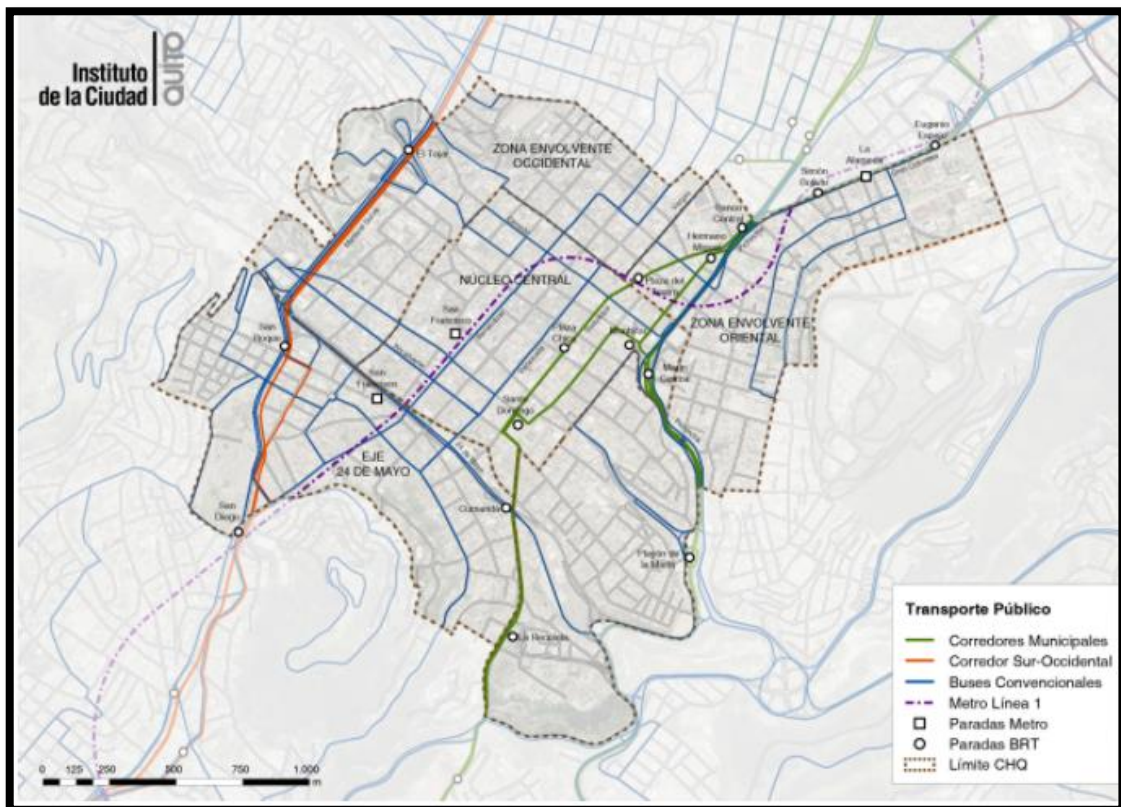 Instituto
de la Ciudad
QUITO
El Tejar
ZONA ENVOLVENTE
OCCIDENTAL
Eugenio
Espejo
La
Alameda
Simón
Bolívar
Banco
Central
Hermano
Miguel
NÚCLEO CENTRAL
Plaza del
Teatro
San
Francisco
Plaza
Chica
Montúfar
ZONA ENVOLVENTE
ORIENTAL
San
Roque
Marín
Central
San
Francisco
Santo
Domingo
EJE
24 DE MAYO
San
Diego
Cumandá
Playón de
la Marín
La Recoleta
Transporte Público
Corredores Municipales
Corredor Sur-Occidental
Buses Convencionales
Metro Línea 1
Paradas Metro
Paradas BRT
Límite CHQ
0 125 250 500 750 1.000
m